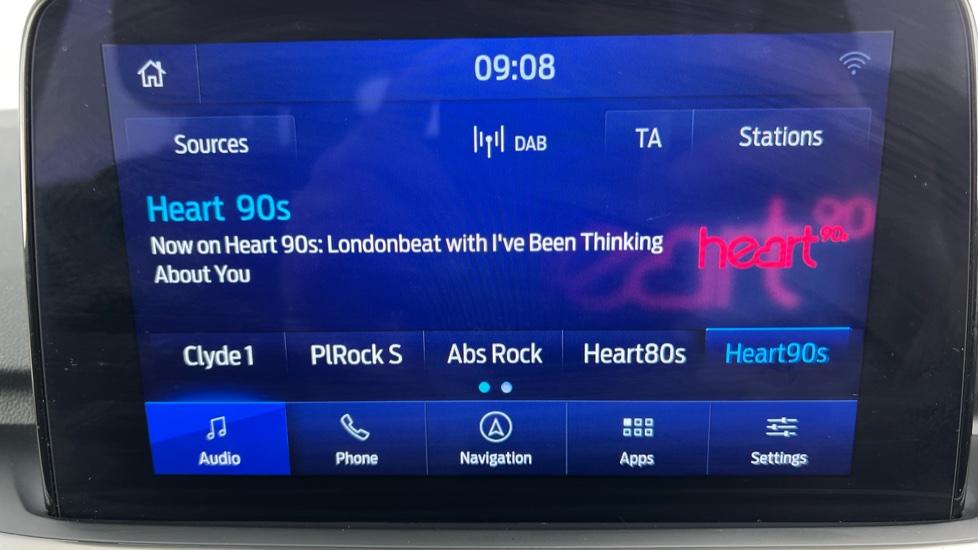 09:08
Sources
DAB
TA
Stations
Heart 90s
Now on Heart 90s: Londonbeat with I've Been Thinking
About You
heart 90s
Clyde 1
PlRock S
Abs Rock
Heart80s
Heart90s
Audio
Phone
Navigation
Apps
Settings